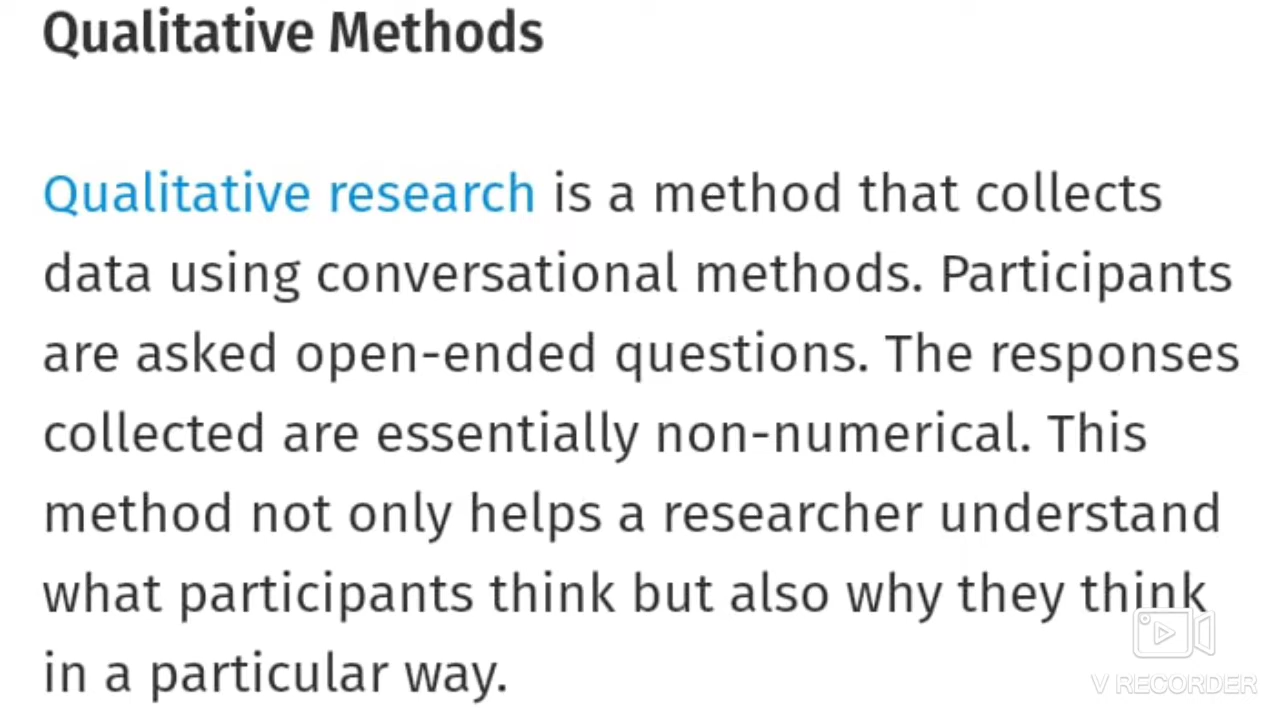 Qualitative Methods
Qualitative research is a method that collects
data using conversational methods. Participants
are asked open-ended questions. The responses
collected are essentially non-numerical. This
method not only helps a researcher understand
what participants think but also why they think
in a particular way.
V RECORDER